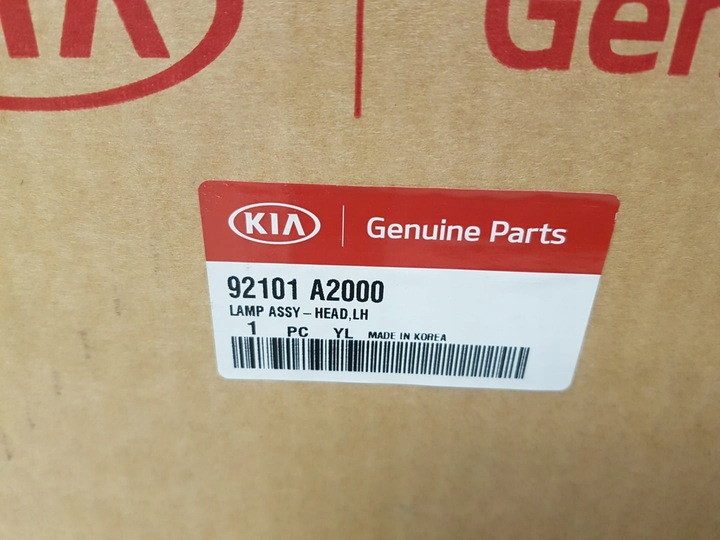 KIA Genuine Parts
92101 A2000
LAMP ASSY-HEAD,LH
1 PC YL MADE IN KOREA